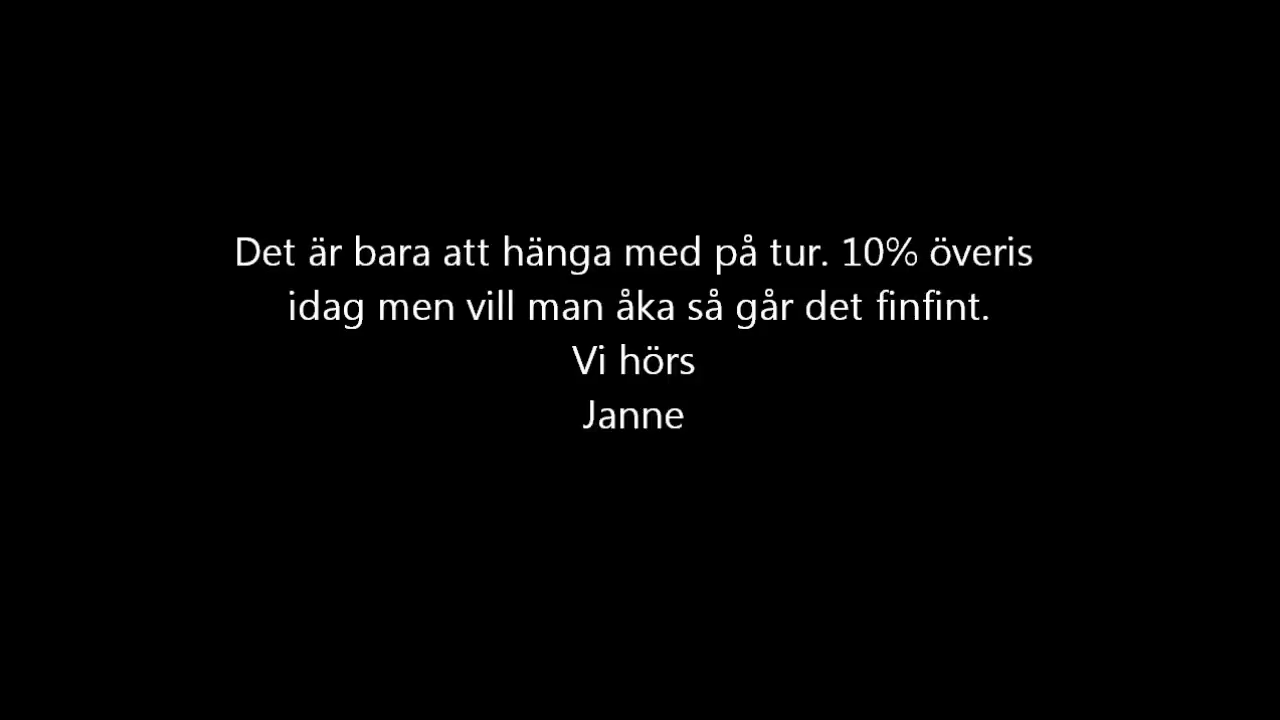 Det är bara att hänga med på tur. 10% överis
idag men vill man åka så går det finfint.
Vi hörs
Janne